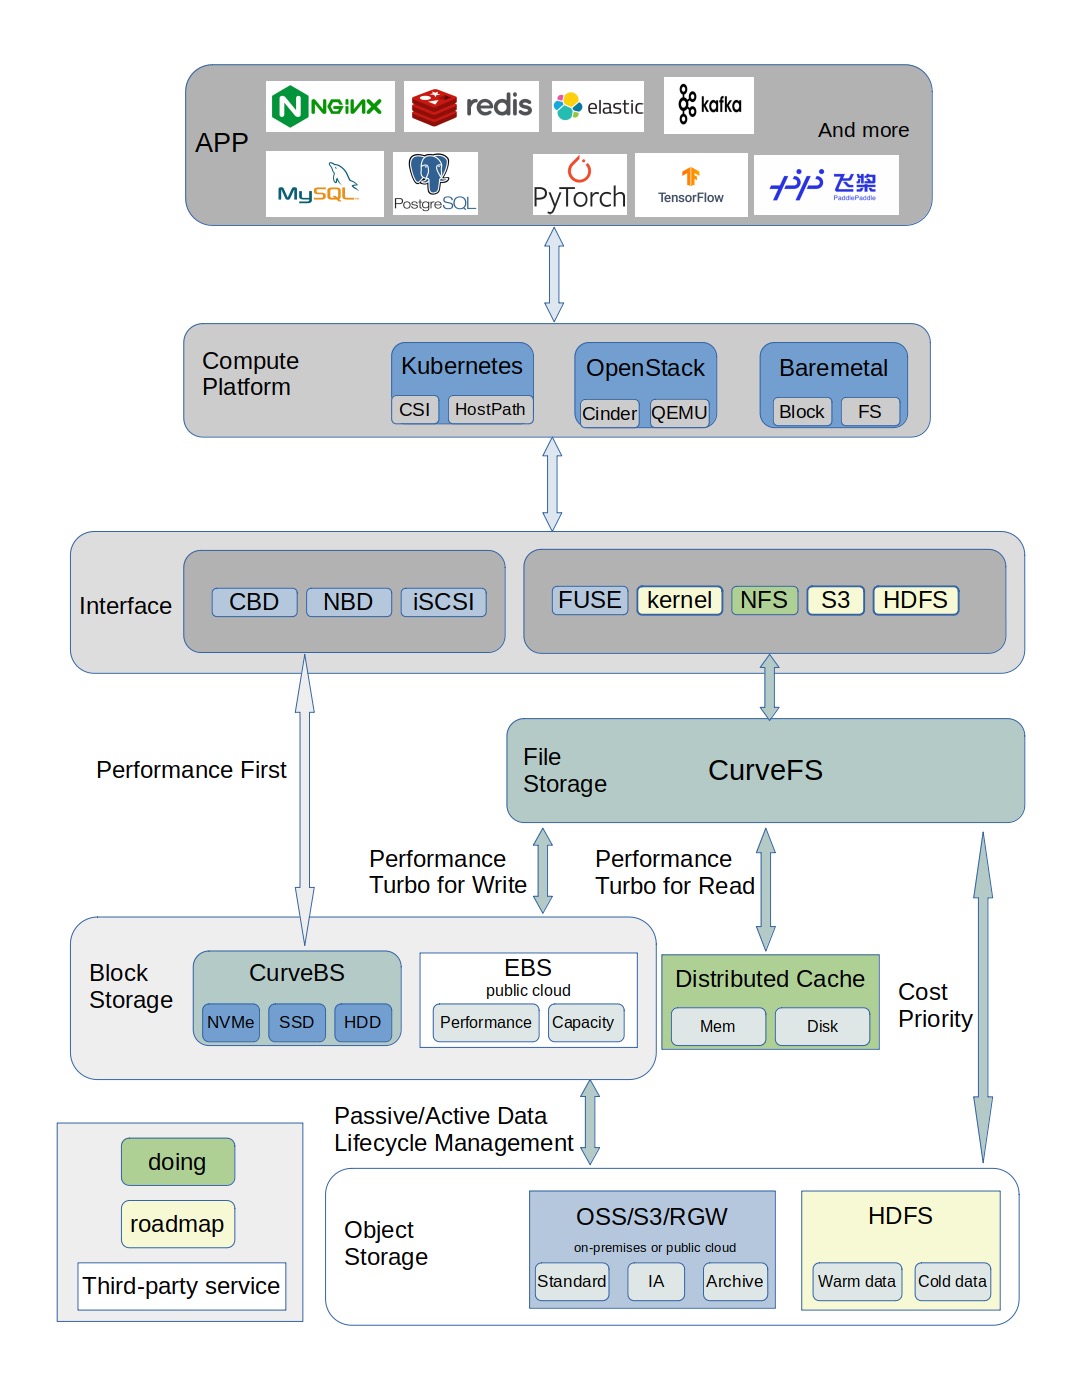 APP
NGINX
redis
elastic
kafka
And more
MySQL
PostgreSQL
PyTorch
TensorFlow
飞桨
PaddlePaddle
Compute
Platform
Kubernetes
CSI
HostPath
OpenStack
Cinder
QEMU
Baremetal
Block
FS
Interface
CBD
NBD
iSCSI
FUSE
kernel
NFS
S3
HDFS
Performance First
File
Storage
CurveFS
Performance
Turbo for Write
Performance
Turbo for Read
Cost
Priority
Block
Storage
CurveBS
NVMe
SSD
HDD
EBS
public cloud
Performance
Capacity
Distributed Cache
Mem
Disk
Passive/Active Data
Lifecycle Management
doing
roadmap
Third-party service
Object
Storage
OSS/S3/RGW
on-premises or public cloud
Standard
IA
Archive
HDFS
Warm data
Cold data